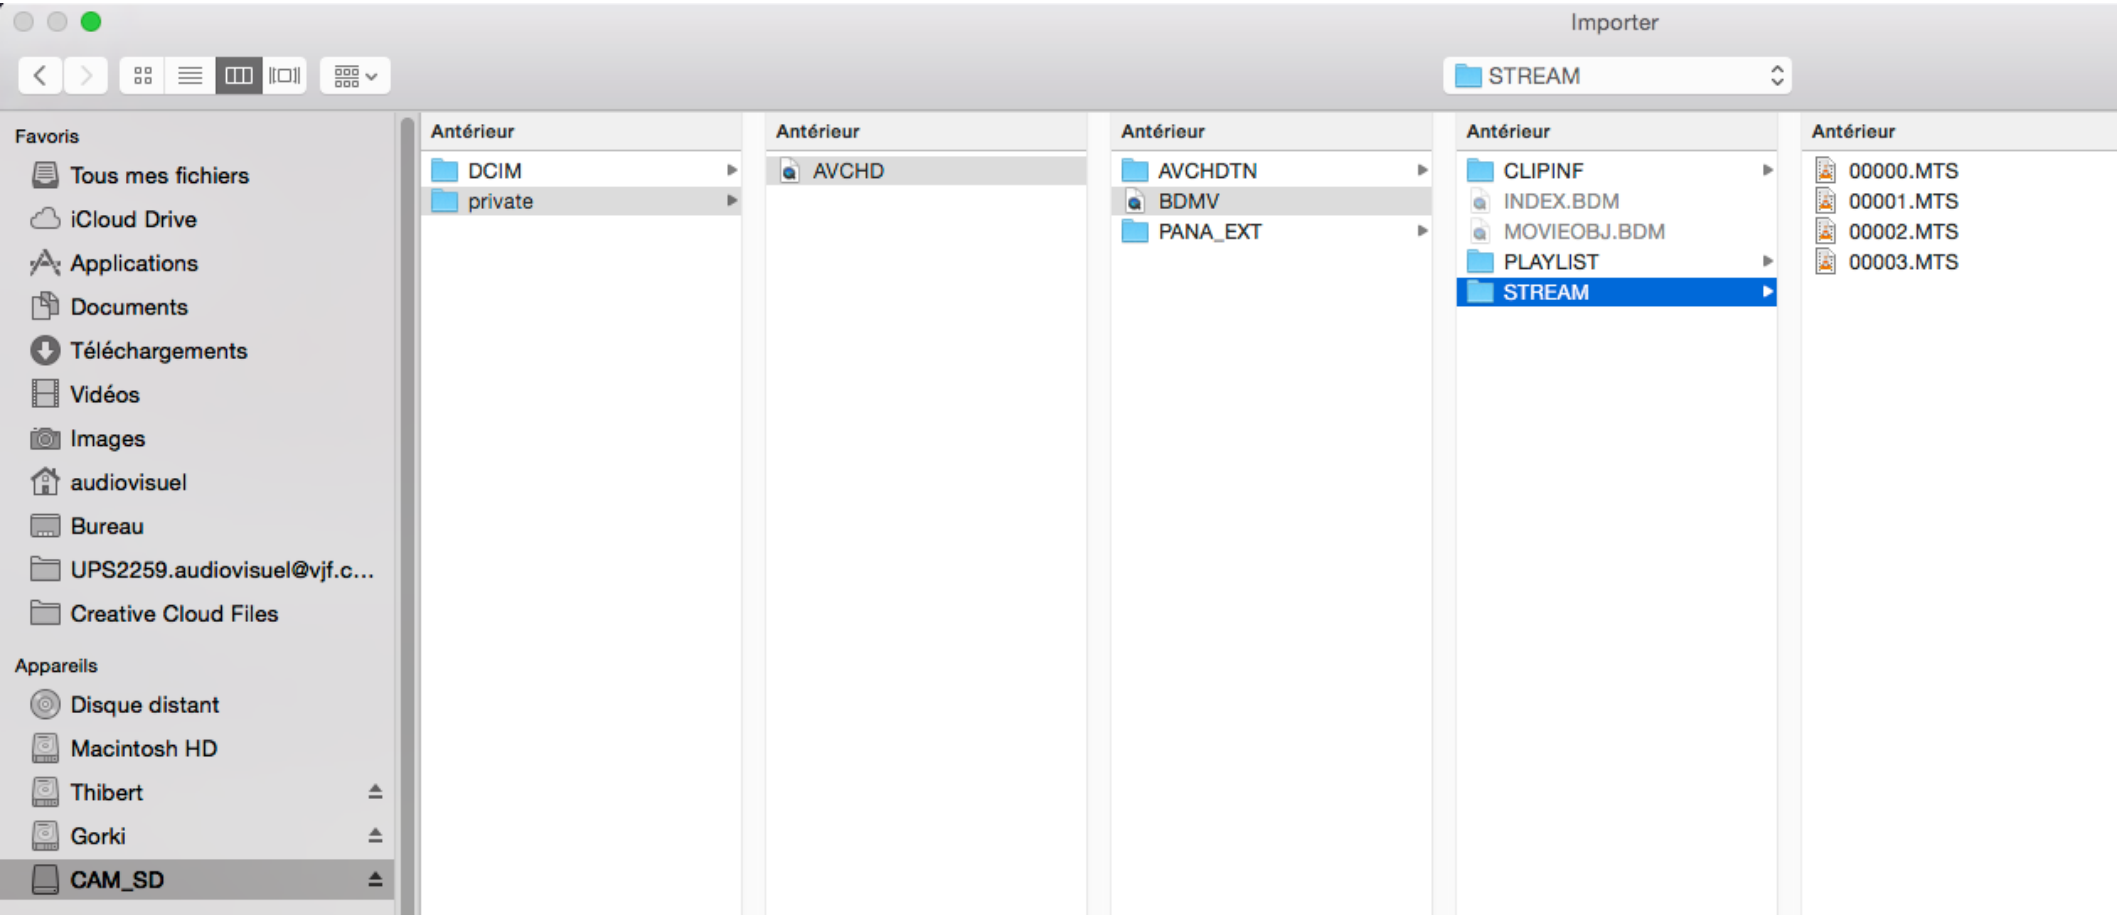 Importer
STREAM
Favoris
Tous mes fichiers
iCloud Drive
Applications
Documents
Téléchargements
Vidéos
Images
audiovisuel
Bureau
UPS2259.audiovisuel@vjf.c...
Creative Cloud Files
Appareils
Disque distant
Macintosh HD
Thibert
Gorki
CAM_SD
Antérieur
DCIM
private
Antérieur
AVCHD
Antérieur
AVCHDTN
BDMV
PANA_EXT
Antérieur
CLIPINF
INDEX.BDM
MOVIEOBJ.BDM
PLAYLIST
STREAM
Antérieur
00000.MTS
00001.MTS
00002.MTS
00003.MTS